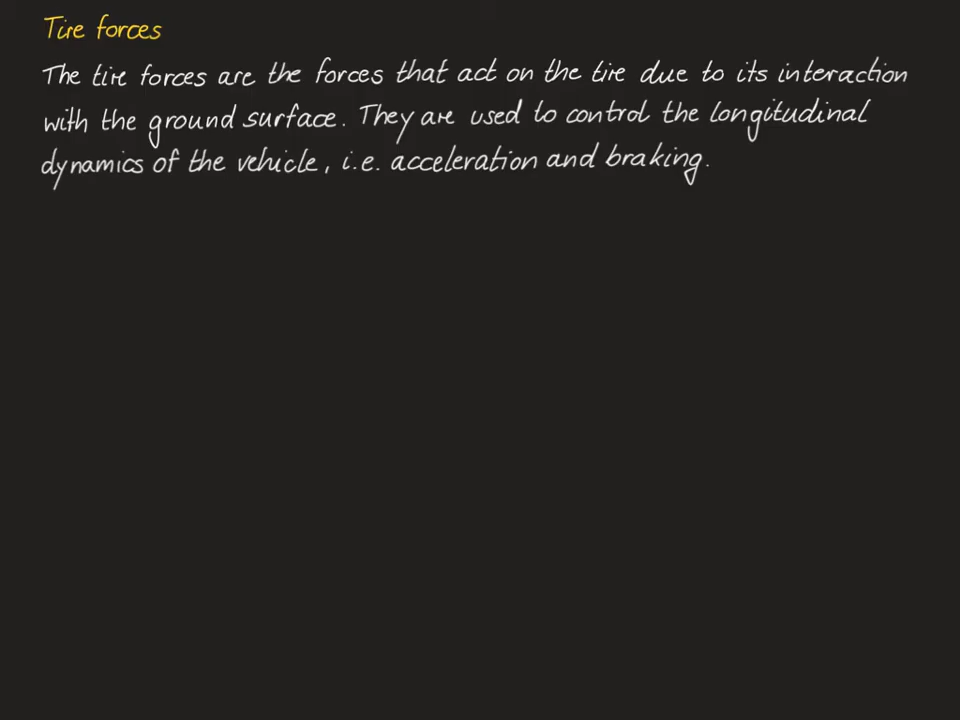 Tire forces
The tire forces are the forces that act on the tire due to its interaction
with the ground surface. They are used to control the longitudinal
dynamics of the vehicle, i.e. acceleration and braking.